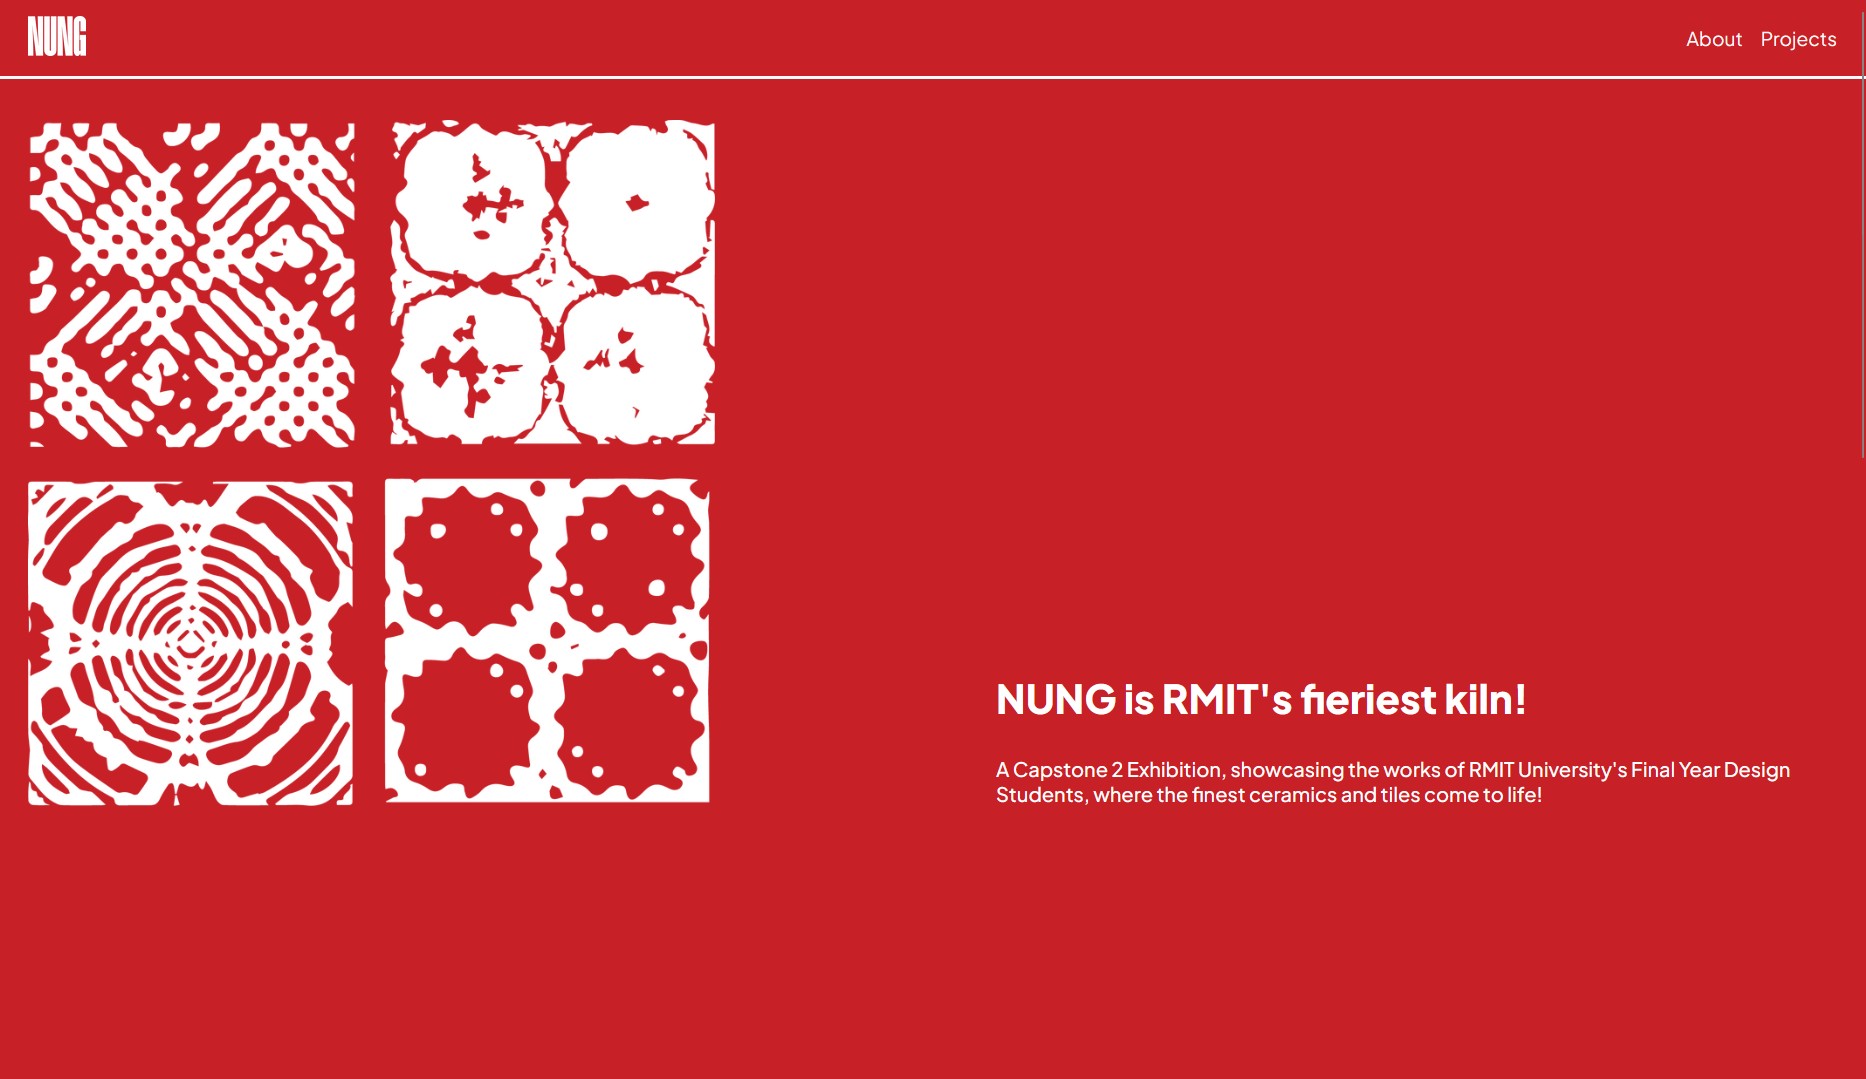 NUNG
About Projects
NUNG is RMIT's fieriest kiln!
A Capstone 2 Exhibition, showcasing the works of RMIT University's Final Year Design
Students, where the finest ceramics and tiles come to life!